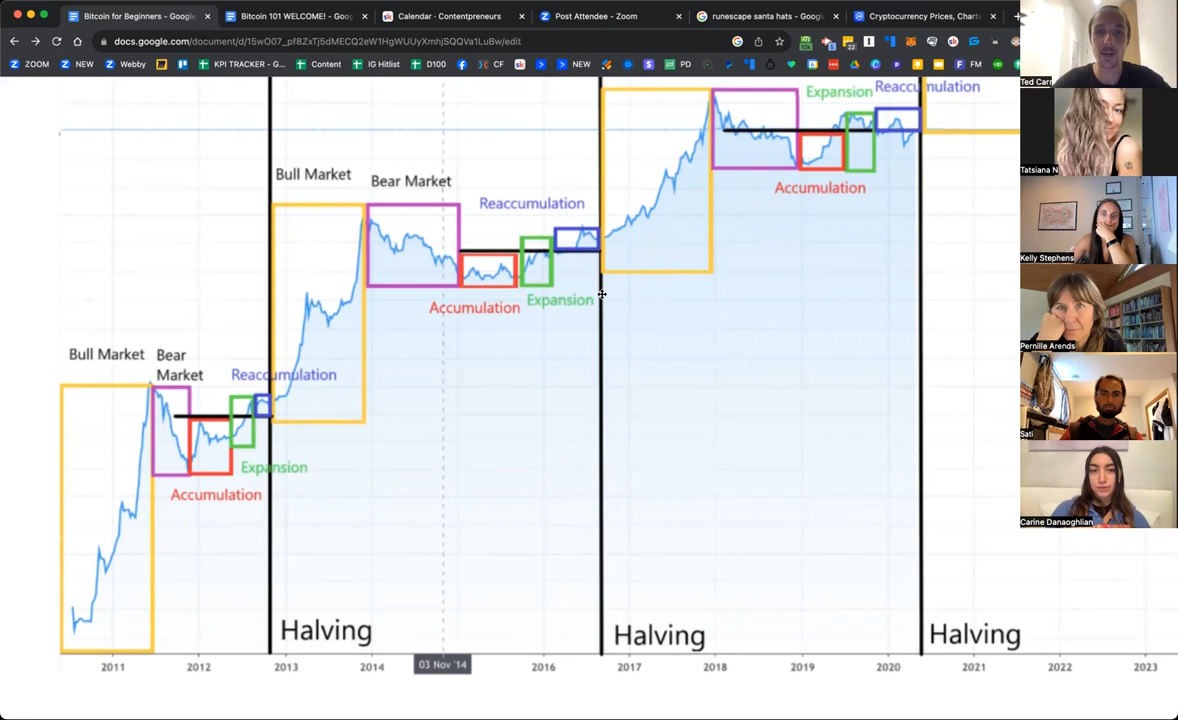 Bitcoin for Beginners - Google
Bitcoin 101 WELCOME! - Goog
Calendar · Contentpreneurs
Post Attendee - Zoom
runescape santa hats - Google
Cryptocurrency Prices, Charts
docs.google.com/document/d/15wO07_pf8ZxTj5dMECQ2eW1HgWUUyXmhjSQQVa1LuBw/edit
ZOOM
NEW
Webby
KPI TRACKER - G...
Content
IG Hitlist
D100
CF
NEW
PD
FM
Ted Carr
Tatsiana N
Kelly Stephens
Pernille Arends
Sati
Carine Danaoghlian
Expansion
Reaccumulation
Accumulation
Bull Market
Bear Market
Reaccumulation
Accumulation
Expansion
Bull Market
Bear
Market
Reaccumulation
Expansion
Accumulation
Halving
Halving
Halving
2011
2012
2013
2014
03 Nov '14
2016
2017
2018
2019
2020
2021
2022
2023